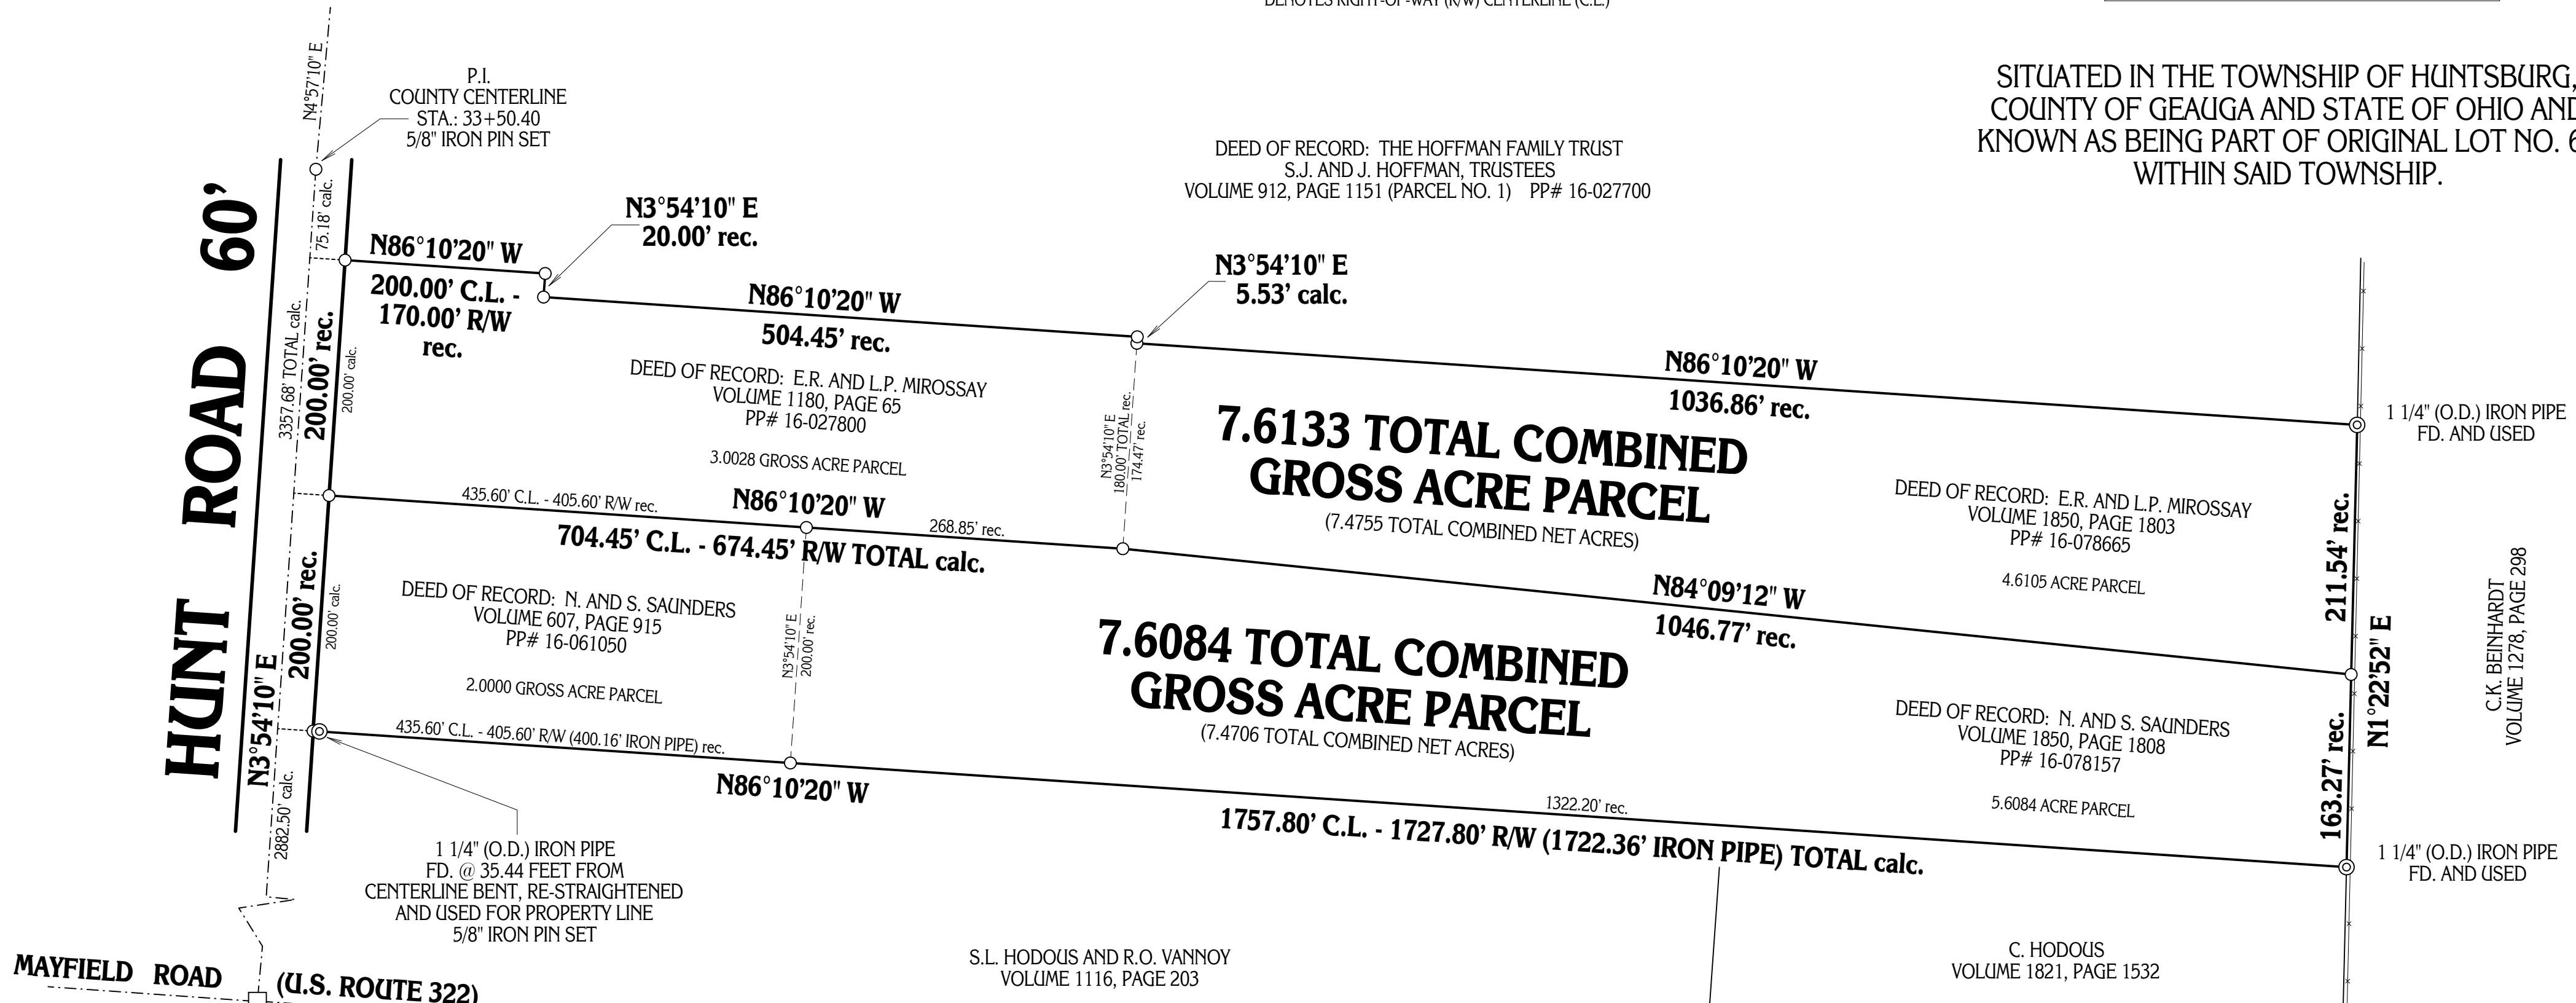 DENOTES RIGHT-OF-WAY (R/W) CENTERLINE (C.L.)
SITUATED IN THE TOWNSHIP OF HUNTSBURG,
COUNTY OF GEAUGA AND STATE OF OHIO AND
KNOWN AS BEING PART OF ORIGINAL LOT NO. 6
WITHIN SAID TOWNSHIP.
N4°57'10" E
P.I.
COUNTY CENTERLINE
STA.: 33+50.40
5/8" IRON PIN SET
75.18' calc.
DEED OF RECORD: THE HOFFMAN FAMILY TRUST
S.J. AND J. HOFFMAN, TRUSTEES
VOLUME 912, PAGE 1151 (PARCEL NO. 1) PP# 16-027700
HUNT ROAD 60'
N86°10'20" W
200.00' C.L. -
170.00' R/W
rec.
N3°54'10" E
20.00' rec.
N86°10'20" W
504.45' rec.
N3°54'10" E
5.53' calc.
N86°10'20" W
1036.86' rec.
1 1/4" (O.D.) IRON PIPE
FD. AND USED
3357.68' TOTAL calc.
200.00' rec.
200.00' calc.
DEED OF RECORD: E.R. AND L.P. MIROSSAY
VOLUME 1180, PAGE 65
PP# 16-027800
3.0028 GROSS ACRE PARCEL
N3°54'10" E
180.00' TOTAL rec.
174.47' rec.
7.6133 TOTAL COMBINED
GROSS ACRE PARCEL
(7.4755 TOTAL COMBINED NET ACRES)
DEED OF RECORD: E.R. AND L.P. MIROSSAY
VOLUME 1850, PAGE 1803
PP# 16-078665
4.6105 ACRE PARCEL
211.54' rec.
N1°22'52" E
C.K. BEINHARDT
VOLUME 1278, PAGE 298
435.60' C.L. - 405.60' R/W rec.
N86°10'20" W
268.85' rec.
704.45' C.L. - 674.45' R/W TOTAL calc.
N84°09'12" W
1046.77' rec.
200.00' rec.
200.00' calc.
DEED OF RECORD: N. AND S. SAUNDERS
VOLUME 607, PAGE 915
PP# 16-061050
2.0000 GROSS ACRE PARCEL
N3°54'10" E
200.00' rec.
7.6084 TOTAL COMBINED
GROSS ACRE PARCEL
(7.4706 TOTAL COMBINED NET ACRES)
DEED OF RECORD: N. AND S. SAUNDERS
VOLUME 1850, PAGE 1808
PP# 16-078157
5.6084 ACRE PARCEL
163.27' rec.
N3°54'10" E
2882.50' calc.
435.60' C.L. - 405.60' R/W (400.16' IRON PIPE) rec.
N86°10'20" W
1322.20' rec.
1757.80' C.L. - 1727.80' R/W (1722.36' IRON PIPE) TOTAL calc.
1 1/4" (O.D.) IRON PIPE
FD. AND USED
1 1/4" (O.D.) IRON PIPE
FD. @ 35.44 FEET FROM
CENTERLINE BENT, RE-STRAIGHTENED
AND USED FOR PROPERTY LINE
5/8" IRON PIN SET
S.L. HODOUS AND R.O. VANNOY
VOLUME 1116, PAGE 203
C. HODOUS
VOLUME 1821, PAGE 1532
MAYFIELD ROAD (U.S. ROUTE 322)